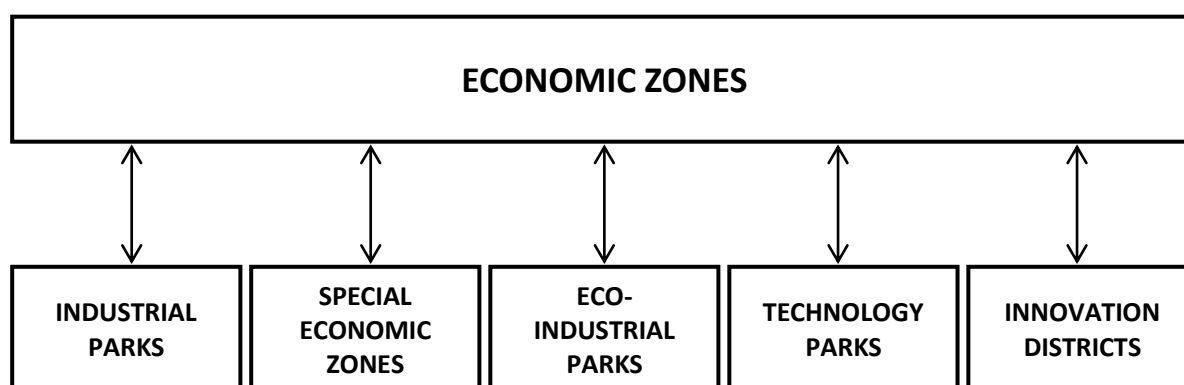 ECONOMIC ZONES
INDUSTRIAL
PARKS
SPECIAL
ECONOMIC
ZONES
ECO-
INDUSTRIAL
PARKS
TECHNOLOGY
PARKS
INNOVATION
DISTRICTS